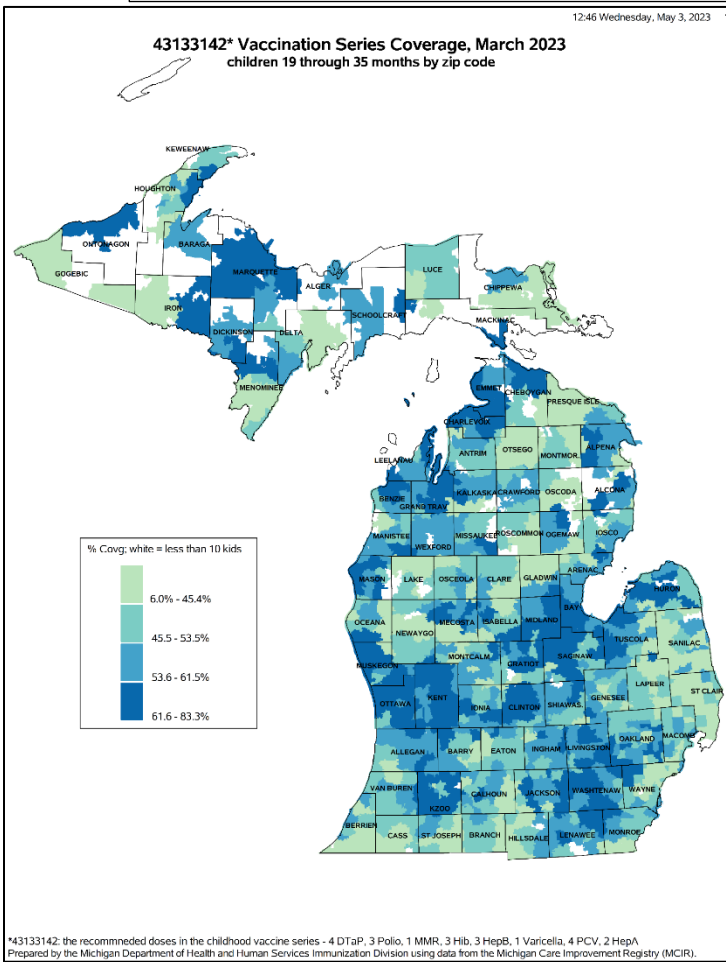 12:46 Wednesday, May 3, 2023
43133142* Vaccination Series Coverage, March 2023
children 19 through 35 months by zip code
KEWEENAW
HOUGHTON
ONTONAGON
BARAGA
GOGEBIC
MARQUETTE
LUCE
ALGER
CHIPPEWA
IRON
SCHOOLCRAFT
MACKINAC
DICKINSON
DELTA
MENOMINEE
EMMET
CHEBOYGAN
PRESQUE ISLE
CHARLEVOIX
LEELANAU
ANTRIM
OTSEGO
MONTMOR.
ALPENA
BENZIE
GRAND TRAV
KALKASKA
CRAWFORD
OSCODA
ALCONA
MANISTEE
WEXFORD
MISSAUKEE
ROSCOMMON
OGEMAW
IOSCO
% Covg; white = less than 10 kids
6.0% - 45.4%
45.5 - 53.5%
53.6 - 61.5%
61.6 - 83.3%
MASON
LAKE
OSCEOLA
CLARE
GLADWIN
ARENAC
HURON
OCEANA
NEWAYGO
MECOSTA
ISABELLA
MIDLAND
BAY
TUSCOLA
SANILAC
MUSKEGON
MONTCALM
GRATIOT
SAGINAW
OTTAWA
KENT
IONIA
CLINTON
SHIAWAS.
GENESEE
LAPEER
ST CLAIR
ALLEGAN
BARRY
EATON
INGHAM
LIVINGSTON
OAKLAND
MACOMB
VAN BUREN
KZOO
CALHOUN
JACKSON
WASHTENAW
WAYNE
BERRIEN
CASS
ST JOSEPH
BRANCH
HILLSDALE
LENAWEE
MONROE
*43133142: the recommneded doses in the childhood vaccine series - 4 DTaP, 3 Polio, 1 MMR, 3 Hib, 3 HepB, 1 Varicella, 4 PCV, 2 HepA
Prepared by the Michigan Department of Health and Human Services Immunization Division using data from the Michigan Care Improvement Registry (MCIR).